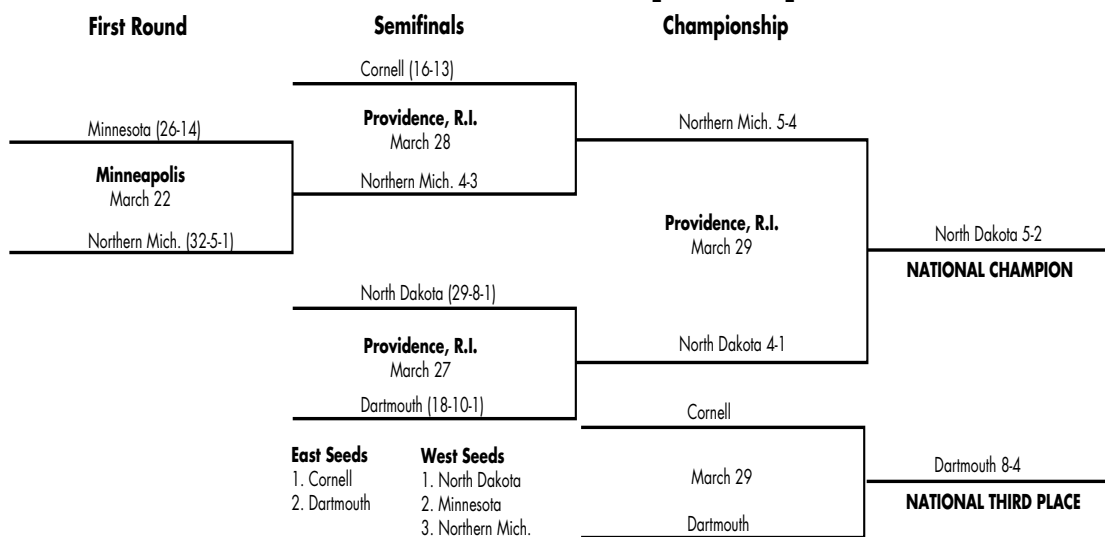 First Round
Semifinals
Championship
Cornell (16-13)
Providence, R.I.
March 28
Northern Mich. 4-3
Minnesota (26-14)
Minneapolis
March 22
Northern Mich. (32-5-1)
Northern Mich. 5-4
Providence, R.I.
March 29
North Dakota 5-2
NATIONAL CHAMPION
North Dakota (29-8-1)
Providence, R.I.
March 27
Dartmouth (18-10-1)
North Dakota 4-1
Cornell
March 29
Dartmouth
Dartmouth 8-4
NATIONAL THIRD PLACE
East Seeds
1. Cornell
2. Dartmouth
West Seeds
1. North Dakota
2. Minnesota
3. Northern Mich.